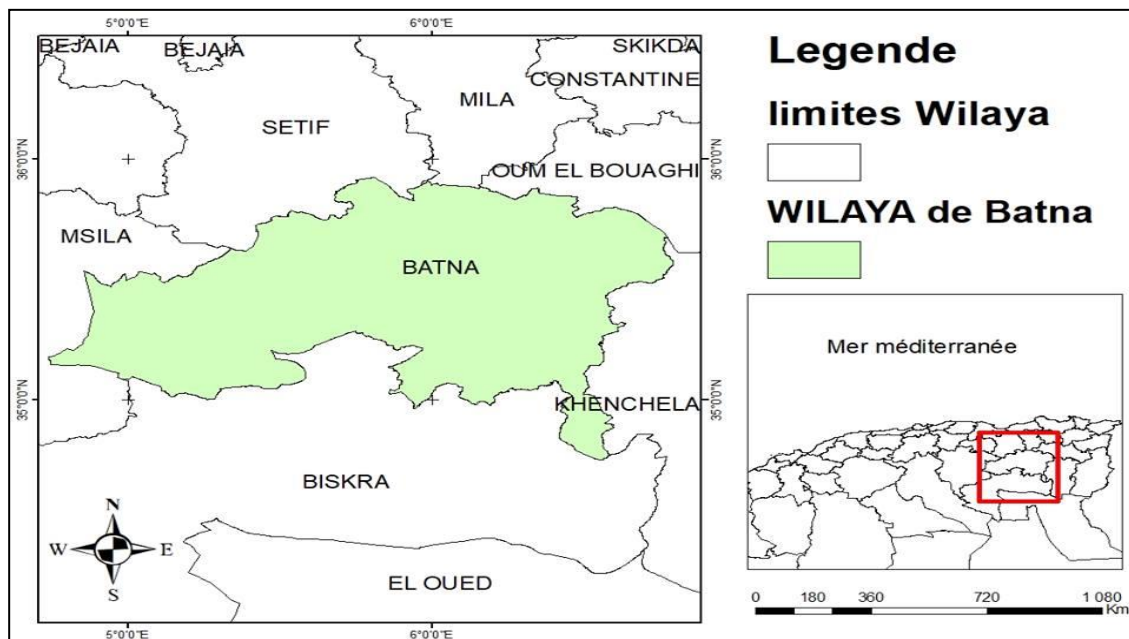 5°0'0"E 6°0'0"E
BEJAIA BEJAIA SKIKDA
CONSTANTINE
MILA
SETIF
36°0'0"N 36°0'0"N
OUM EL BOUAGHI
MSILA
BATNA
35°0'0"N 35°0'0"N
KHENCHELA
BISKRA
N
W E
S
EL OUED
5°0'0"E 6°0'0"E
Legende
limites Wilaya
WILAYA de Batna
Mer méditerranée
0 180 360 720 1 080
Km